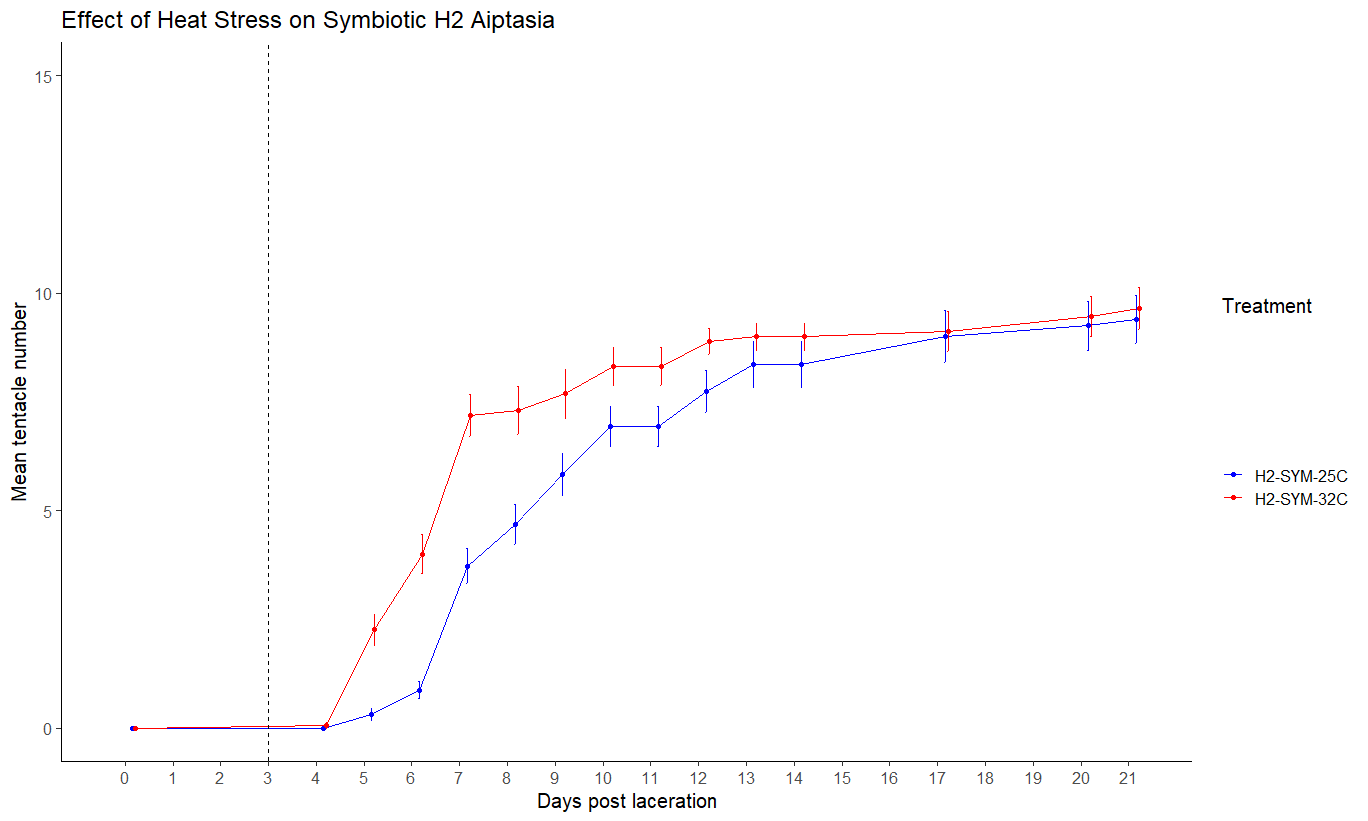 Effect of Heat Stress on Symbiotic H2 Aiptasia
15
10
5
0
Mean tentacle number
0 1 2 3 4 5 6 7 8 9 10 11 12 13 14 15 16 17 18 19 20 21
Days post laceration
Treatment
H2-SYM-25C
H2-SYM-32C